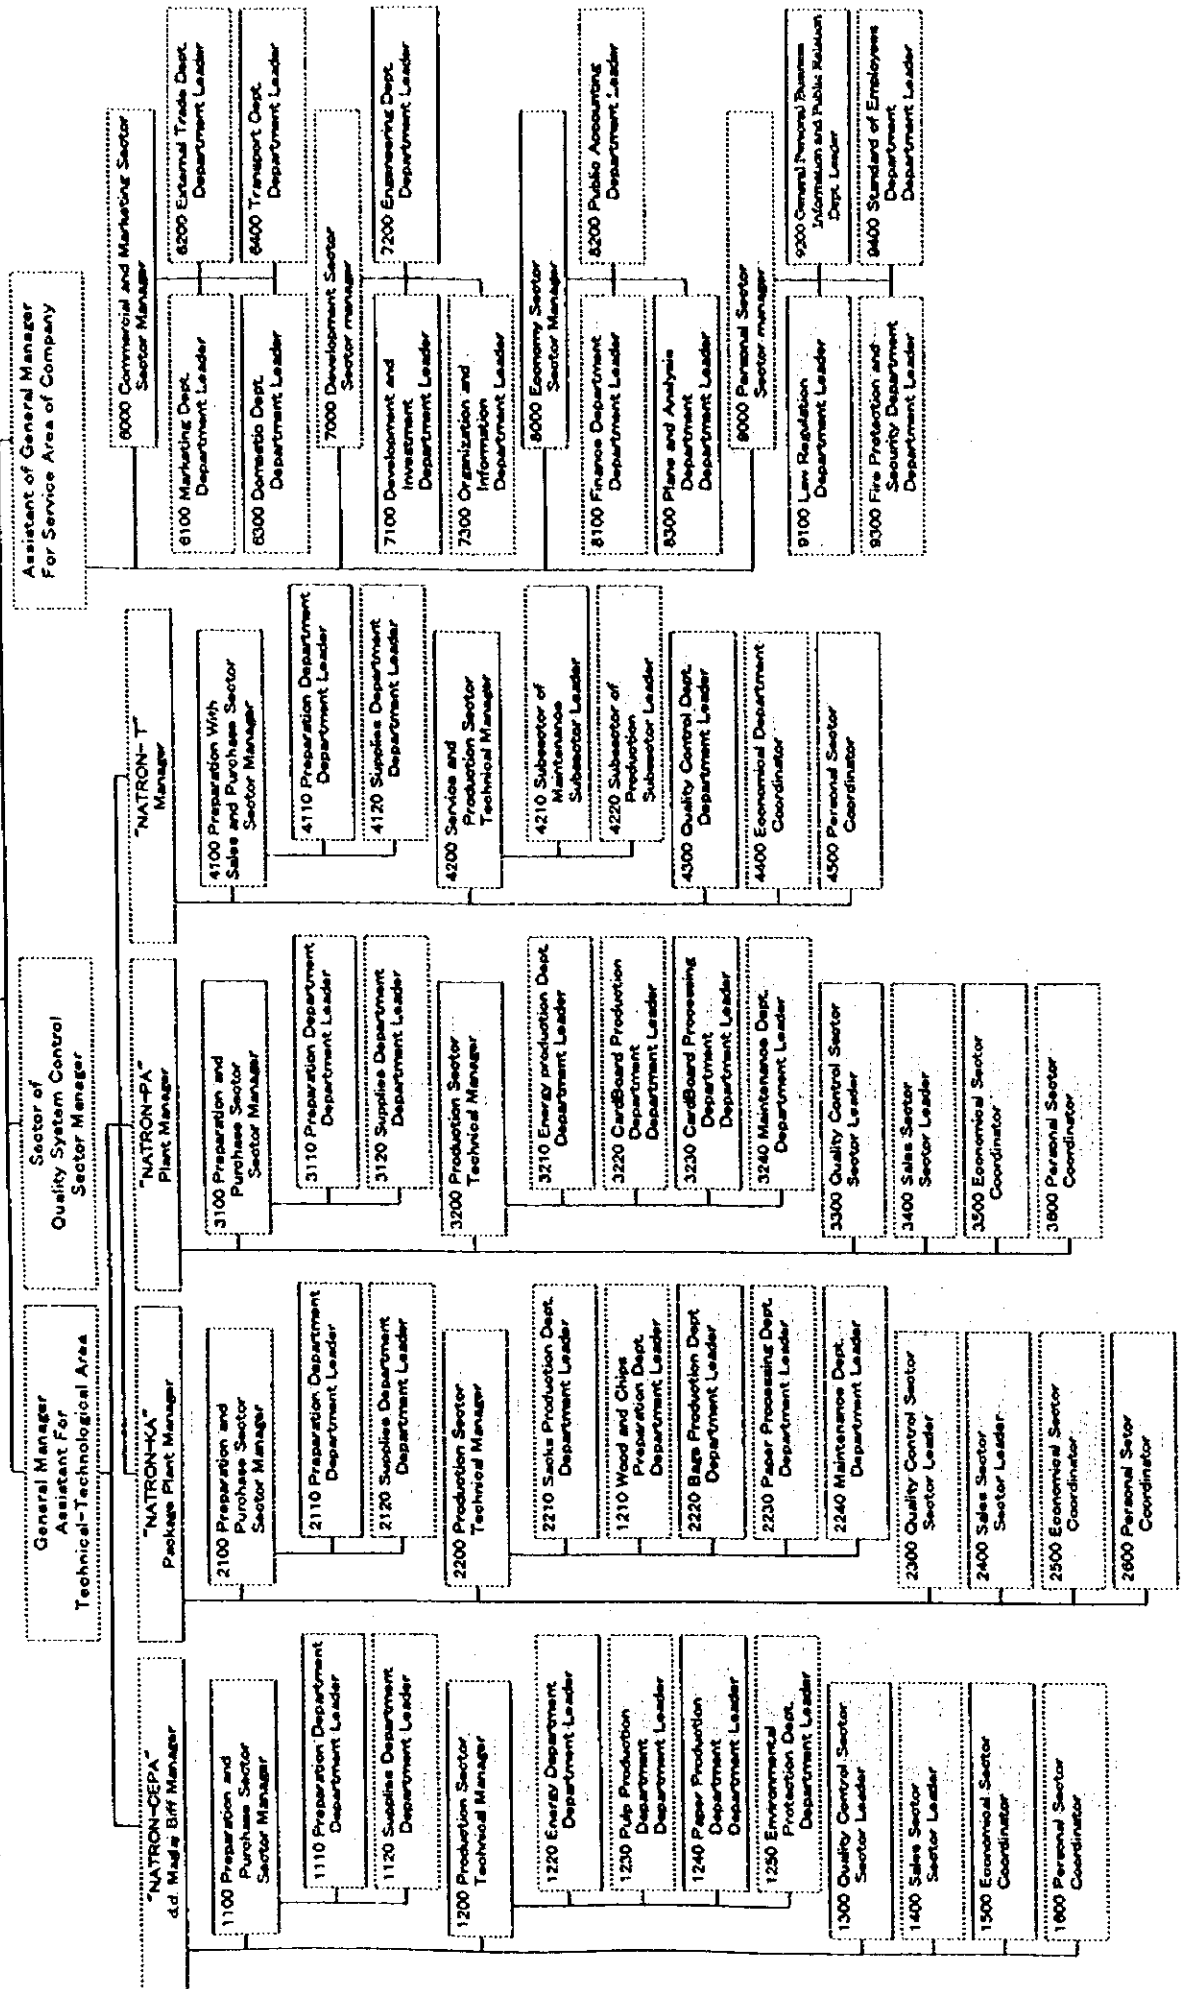 General Manager
Assistant For
Technical-Technological Area
Sector of
Quality System Control
Sector Manager
Assistant of General Manager
For Service Area of Company
"NATRON-CEPA"
d.d. Maglaj Biff Manager
1100 Preparation and
Purchase Sector
Sector Manager
1110 Preparation Department
Department Leader
1120 Supplies Department
Department Leader
1200 Production Sector
Technical Manager
1220 Energy Department
Department Leader
1230 Pulp Production
Department
Department Leader
1240 Paper Production
Department
Department Leader
1250 Environmental
Protection Dept.
Department Leader
1300 Quality Control Sector
Sector Leader
1400 Sales Sector
Sector Leader
1500 Economical Sector
Coordinator
1600 Personal Sector
Coordinator
"NATRON-KA"
Package Plant Manager
2100 Preparation and
Purchase Sector
Sector Manager
2110 Preparation Department
Department Leader
2120 Supplies Department
Department Leader
2200 Production Sector
Technical Manager
2210 Sacks Production Dept.
Department Leader
1210 Wood and Chips
Preparation Dept.
Department Leader
2220 Bags Production Dept
Department Leader
2230 Paper Processing Dept.
Department Leader
2240 Maintenance Dept.
Department Leader
2300 Quality Control Sector
Sector Leader
2400 Sales Sector
Sector Leader
2500 Economical Sector
Coordinator
2600 Personal Setor
Coordinator
"NATRON-PA"
Plant Manager
3100 Preparation and
Purchase Sector
Sector Manager
3110 Preparation Department
Department Leader
3120 Supplies Department
Department Leader
3200 Production Sector
Technical Manager
3210 Energy production Dept.
Department Leader
3220 CardBoard Production
Department
Department Leader
3230 CardBoard Processing
Department
Department Leader
3240 Maintenance Dept.
Department Leader
3300 Quality Control Sector
Sector Leader
3400 Sales Sector
Sector Leader
3500 Economical Sector
Coordinator
3600 Personal Sector
Coordinator
"NATRON-T"
Manager
4100 Preparation With
Sales and Purchase Sector
Sector Manager
4110 Preparation Department
Department Leader
4120 Supplies Department
Department Leader
4200 Service and
Production Sector
Technical Manager
4210 Subsector of
Maintenance
Subsector Leader
4220 Subsector of
Production
Subsector Leader
4300 Quality Control Dept.
Department Leader
4400 Economical Department
Coordinator
4500 Personal Sector
Coordinator
6000 Commercial and Marketing Sector
Sector Manager
6100 Marketing Dept.
Department Leader
6200 External Trade Dept.
Department Leader
6300 Domestic Dept.
Department Leader
6400 Transport Dept.
Department Leader
7000 Development Sector
Sector manager
7100 Development and
Investment
Department Leader
7200 Engineering Dept.
Department Leader
7300 Organization and
Information
Department Leader
8000 Economy Sector
Sector Manager
8100 Finance Department
Department Leader
8200 Public Accounting
Department Leader
8300 Plans and Analysis
Department
Department Leader
9000 Personal Sector
Sector manager
9100 Law Regulation
Department Leader
9200 General Personal Business
Information and Public Relation
Dept. Leader
9300 Fire Protection and
Security Department
Department Leader
9400 Standard of Employees
Department
Department Leader